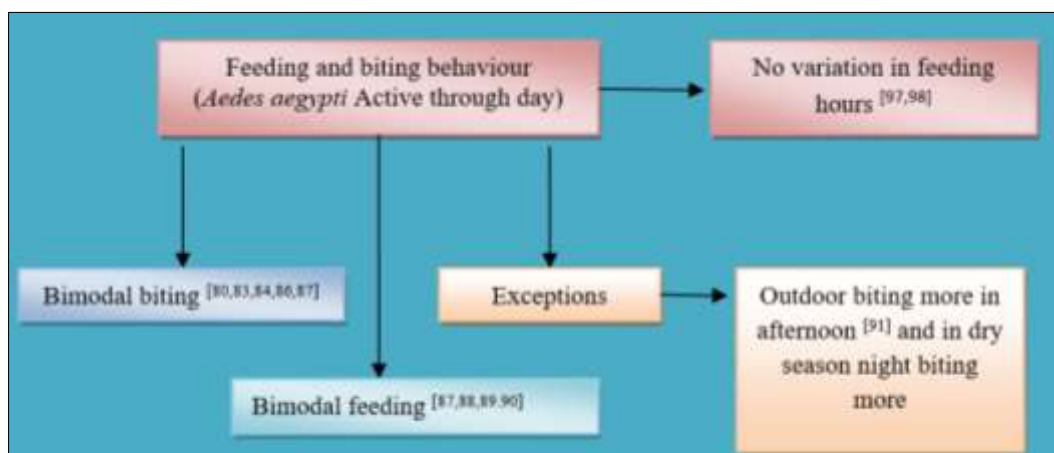 Feeding and biting behaviour
(Aedes aegypti Active through day)
No variation in feeding
hours [97,98]
Bimodal biting [80,83,84,86,87]
Exceptions
Outdoor biting more in
afternoon [91] and in dry
season night biting
more
Bimodal feeding [87,88,89.90]